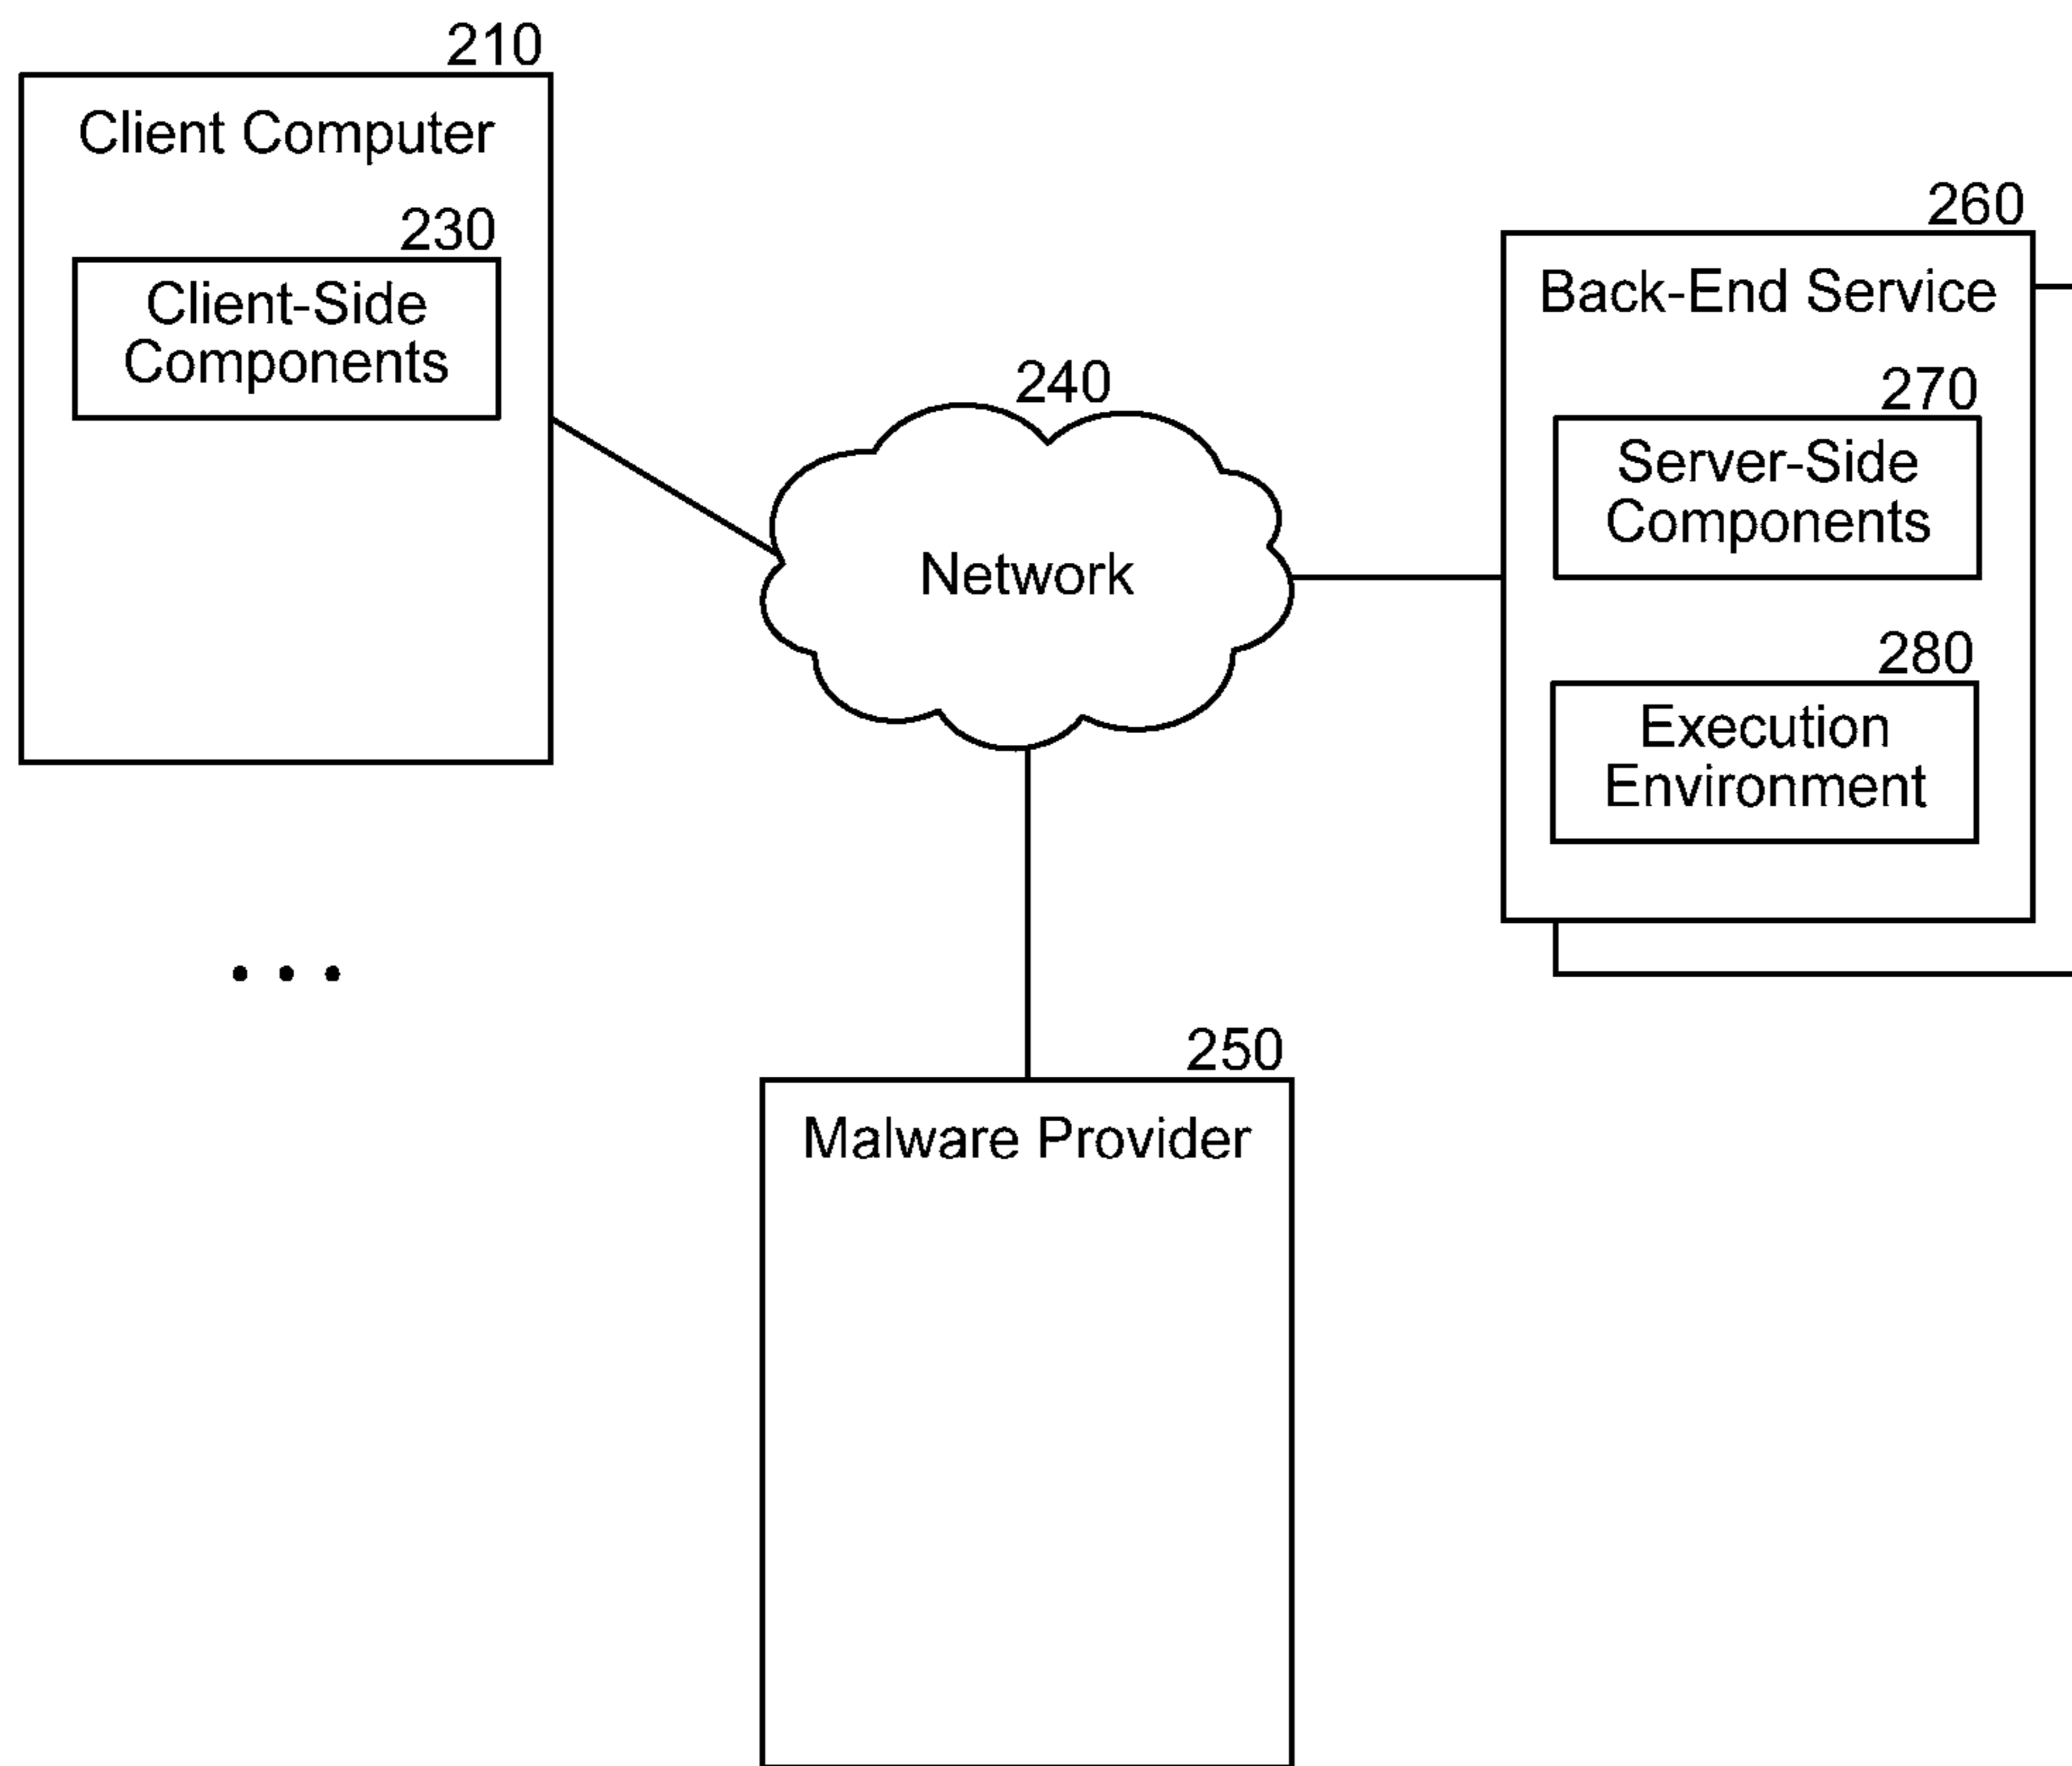 210
Client Computer
230
Client-Side
Components
240
Network
260
Back-End Service
270
Server-Side
Components
280
Execution
Environment
. . .
250
Malware Provider